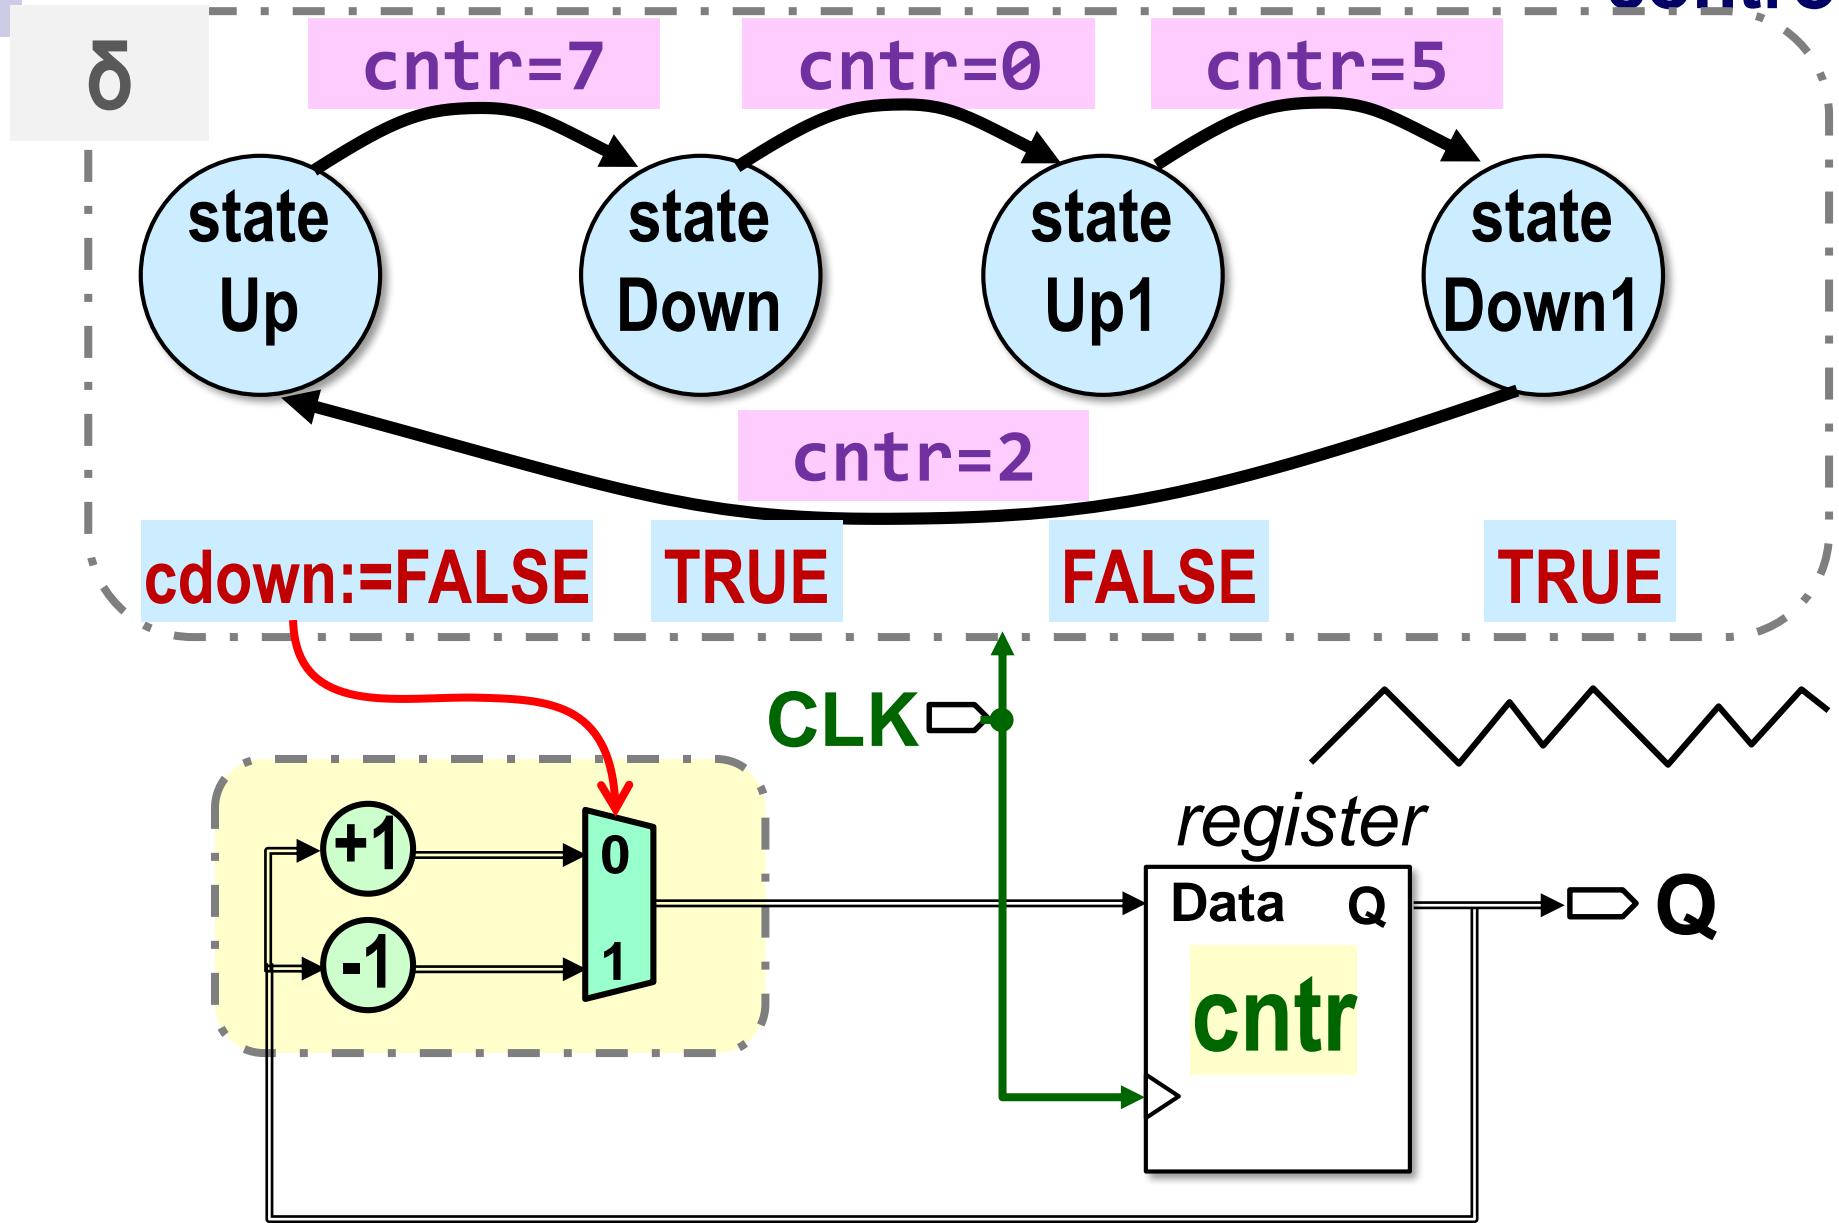 δ
cntr=7
cntr=0
cntr=5
state
Up
state
Down
state
Up1
state
Down1
cntr=2
cdown:=FALSE
TRUE
FALSE
TRUE
CLK
+1
-1
0
1
register
Data
Q
cntr
Q